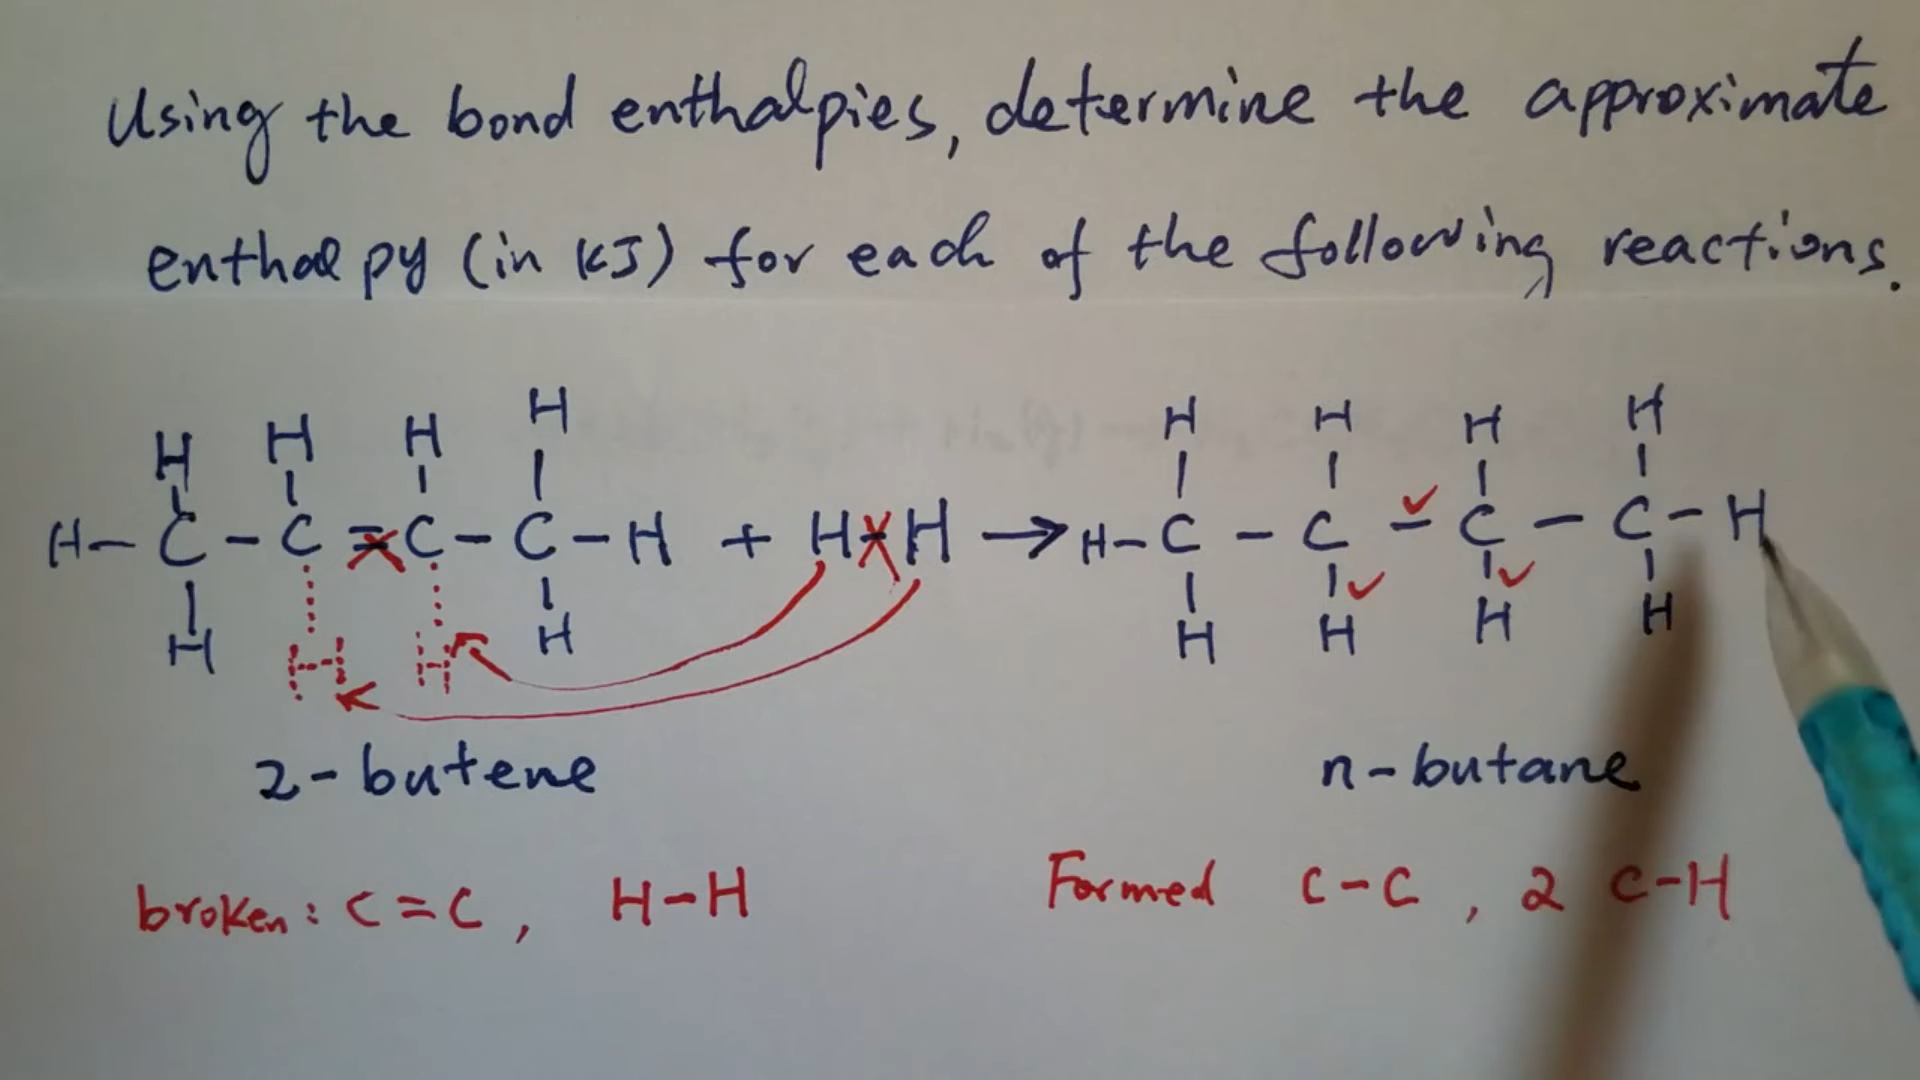 Using the bond enthalpies, determine the approximate
enthalpy (in KJ) for each of the following reactions.
H H H H H H H H
H - C - C = C - C - H + H - H → H - C - C - C - C - H
H H H H H H H H
2-butene n-butane
broken: C=C, H-H Formed C-C, 2 C-H